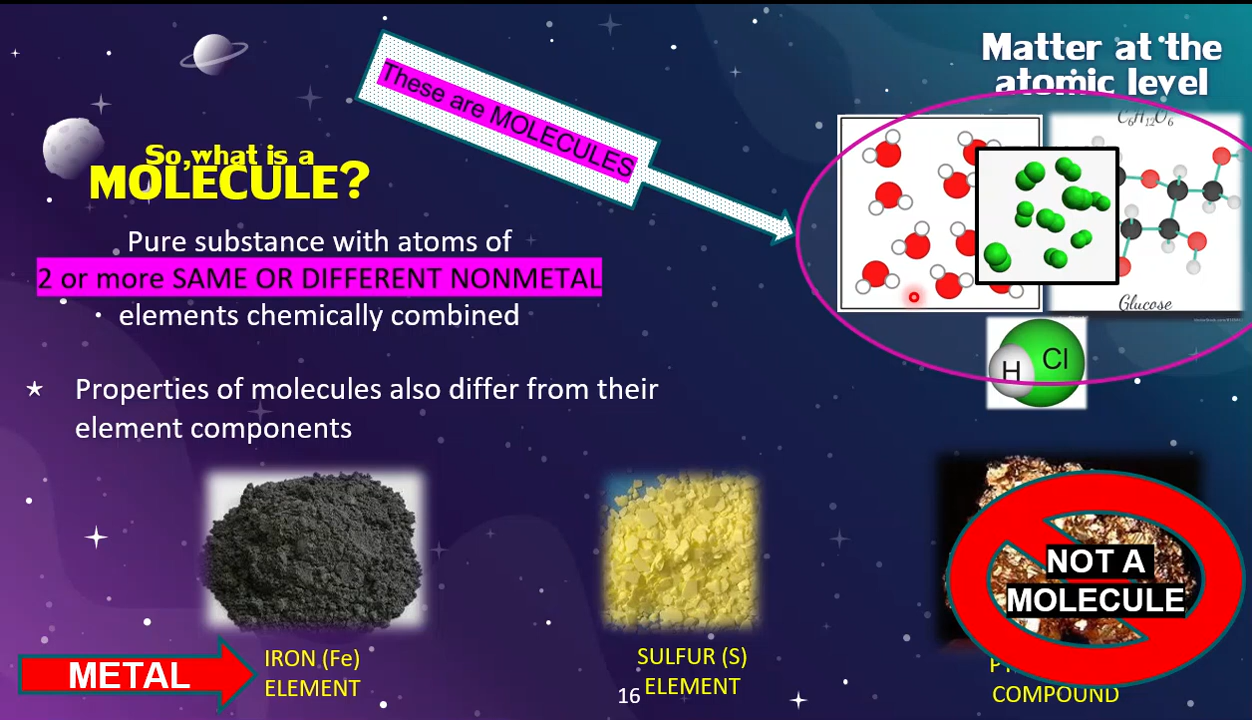 Matter at the
atomic level
These are MOLECULES
So,what is a
MOLECULE?
Pure substance with atoms of
2 or more SAME OR DIFFERENT NONMETAL
• elements chemically combined
C6H12O6
Glucose
H Cl
★ Properties of molecules also differ from their
element components
NOT A
MOLECULE
METAL
IRON (Fe)
ELEMENT
SULFUR (S)
ELEMENT
COMPOUND
16